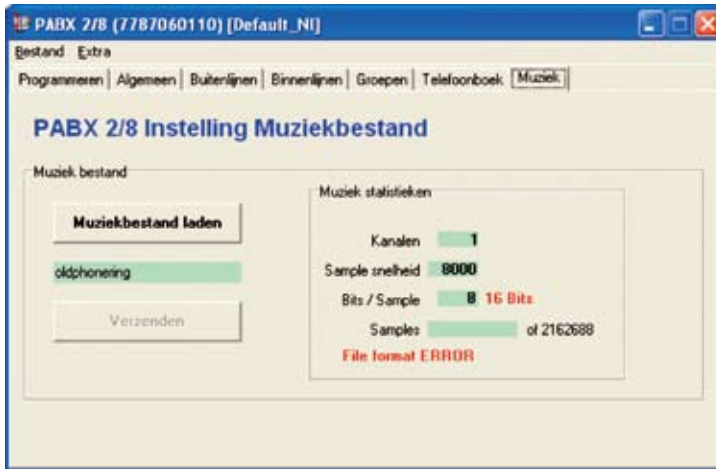 PABX 2/8 (7787060110) [Default_Nl]
Bestand Extra
Programmeren Algemeen Buitenlijnen Binnenlijnen Groepen Telefoonboek Muziek
PABX 2/8 Instelling Muziekbestand
Muziek bestand
Muziek statistieken
Muziekbestand laden
Kanalen 1
oldphonering
Sample snelheid 8000
Bits / Sample 8 16 Bits
Verzenden
Samples of 2162688
File format ERROR